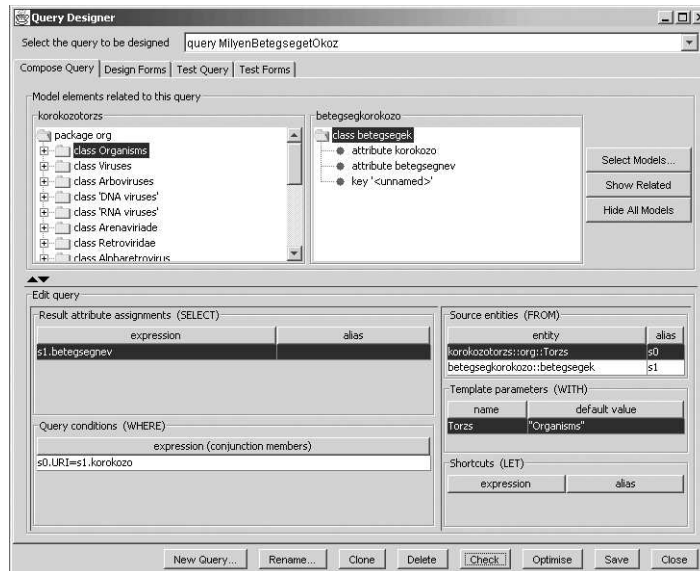 Query Designer
Select the query to be designed query MilyenBetegsegetOkoz
Compose Query Design Forms Test Query Test Forms
Model elements related to this query
korokozotorzs
package org
class Organisms
class Viruses
class Arboviruses
class 'DNA viruses'
class 'RNA viruses'
class Arenaviriade
class Retroviridae
class Alpharetrovirus
betegsegkorokozo
class betegsegek
attribute korokozo
attribute betegsegnev
key '<unnamed>'
Select Models...
Show Related
Hide All Models
Edit query
Result attribute assignments (SELECT)
expression alias
s1.betegsegnev
Query conditions (WHERE)
expression (conjunction members)
s0.URI=s1.korokozo
Source entities (FROM)
entity alias
korokozotorzs::org::Torzs s0
betegsegkorokozo::betegsegek s1
Template parameters (WITH)
name default value
Torzs "Organisms"
Shortcuts (LET)
expression alias
New Query... Rename... Clone Delete Check Optimise Save Close